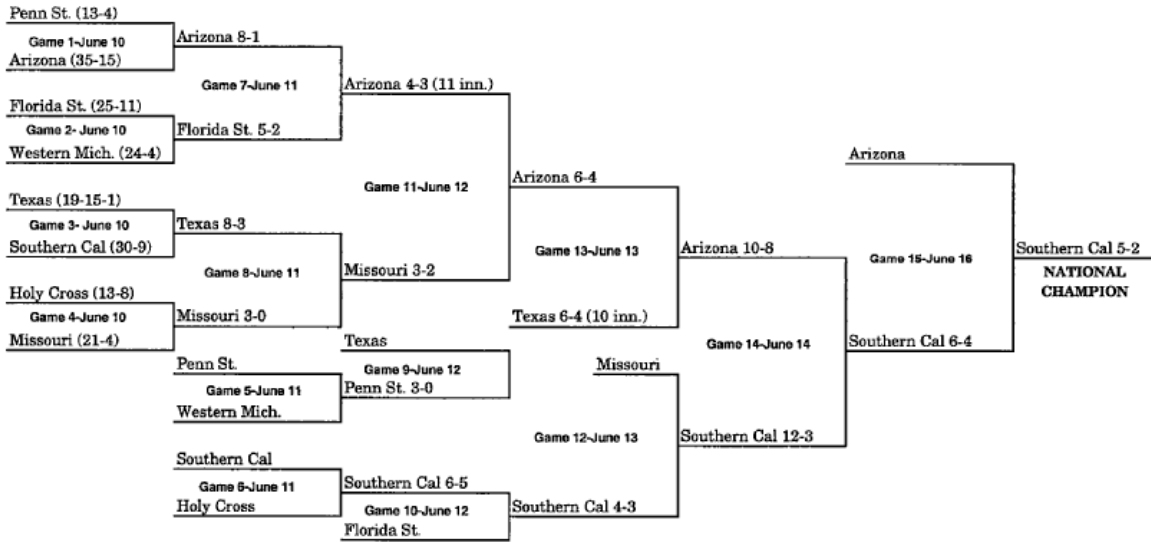 Penn St. (13-4)
Game 1-June 10
Arizona (35-15)
Arizona 8-1
Game 7-June 11
Florida St. (25-11)
Game 2- June 10
Western Mich. (24-4)
Florida St. 5-2
Arizona 4-3 (11 inn.)
Game 11-June 12
Texas (19-15-1)
Game 3- June 10
Southern Cal (30-9)
Texas 8-3
Game 8-June 11
Holy Cross (13-8)
Game 4-June 10
Missouri (21-4)
Missouri 3-0
Missouri 3-2
Arizona 6-4
Game 13-June 13
Texas 6-4 (10 inn.)
Arizona 10-8
Game 14-June 14
Penn St.
Game 5-June 11
Western Mich.
Texas
Game 9-June 12
Penn St. 3-0
Southern Cal
Game 6-June 11
Holy Cross
Southern Cal 6-5
Game 10-June 12
Florida St.
Missouri
Game 12-June 13
Southern Cal 4-3
Southern Cal 12-3
Arizona
Game 15-June 16
Southern Cal 6-4
Southern Cal 5-2
NATIONAL
CHAMPION